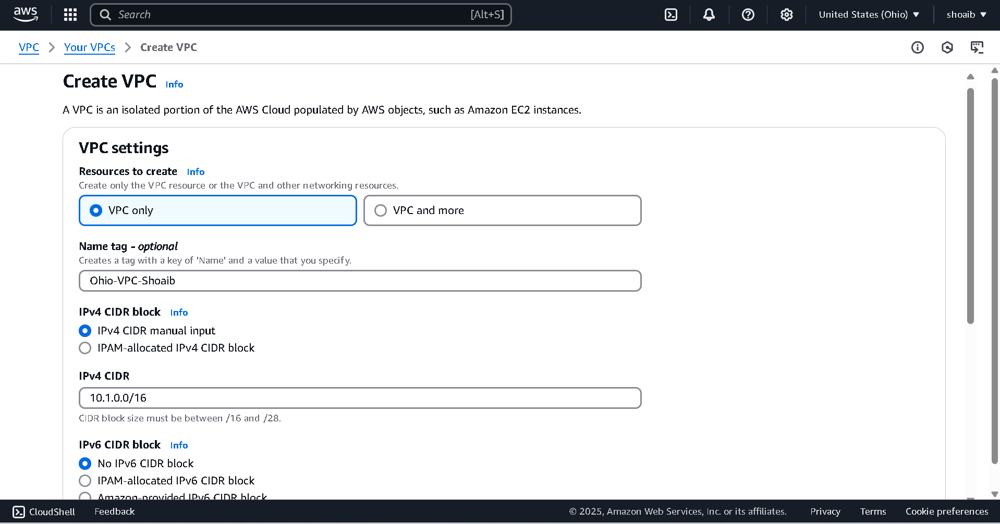 aws
Search [Alt+S]
United States (Ohio)
shoaib
VPC
Your VPCs
Create VPC
Create VPC Info
A VPC is an isolated portion of the AWS Cloud populated by AWS objects, such as Amazon EC2 instances.
VPC settings
Resources to create Info
Create only the VPC resource or the VPC and other networking resources.
VPC only
VPC and more
Name tag - optional
Creates a tag with a key of 'Name' and a value that you specify.
Ohio-VPC-Shoaib
IPv4 CIDR block Info
IPv4 CIDR manual input
IPAM-allocated IPv4 CIDR block
IPv4 CIDR
10.1.0.0/16
CIDR block size must be between /16 and /28.
IPv6 CIDR block Info
No IPv6 CIDR block
IPAM-allocated IPv6 CIDR block
Amazon-provided IPv6 CIDR block
CloudShell
Feedback
© 2025, Amazon Web Services, Inc. or its affiliates.
Privacy
Terms
Cookie preferences